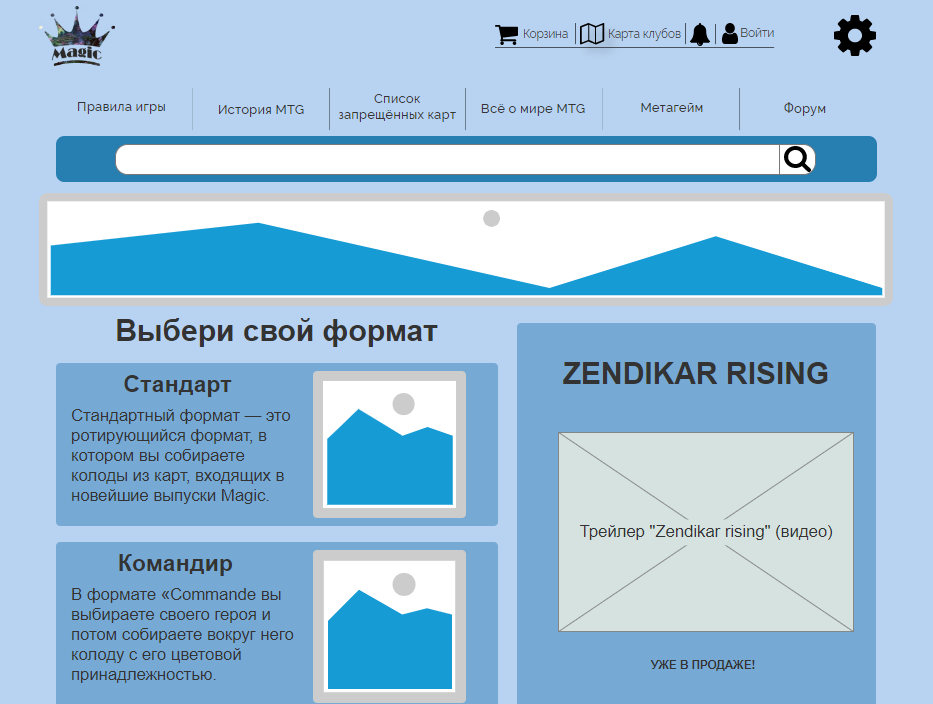 Magic
Корзина
Карта клубов
Войти
Правила игры
История MTG
Список
запрещённых карт
Всё о мире MTG
Метагейм
Форум
Выбери свой формат
Стандарт
Стандартный формат — это
ротирующийся формат, в
котором вы собираете
колоды из карт, входящих в
новейшие выпуски Magic.
Командир
В формате «Commande вы
выбираете своего героя и
потом собираете вокруг него
колоду с его цветовой
принадлежностью.
ZENDIKAR RISING
Трейлер "Zendikar rising" (видео)
УЖЕ В ПРОДАЖЕ!